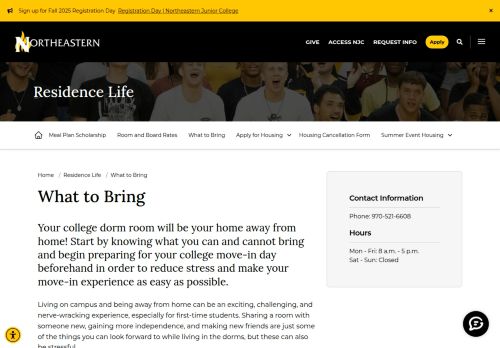 Sign up for Fall 2025 Registration Day Registration Day | Northeastern Junior College
×
NORTHEASTERN
GIVE ACCESS NJC REQUEST INFO Apply
Residence Life
Meal Plan Scholarship Room and Board Rates What to Bring Apply for Housing Housing Cancellation Form Summer Event Housing
Home / Residence Life / What to Bring
What to Bring
Your college dorm room will be your home away from
home! Start by knowing what you can and cannot bring
and begin preparing for your college move-in day
beforehand in order to reduce stress and make your
move-in experience as easy as possible.
Living on campus and being away from home can be an exciting, challenging, and
nerve-wracking experience, especially for first-time students. Sharing a room with
someone new, gaining more independence, and making new friends are just some
of the things you can look forward to while living in the dorms, but these can also
be stressful.
Contact Information
Phone: 970-521-6608
Hours
Mon - Fri: 8 a.m. - 5 p.m.
Sat - Sun: Closed